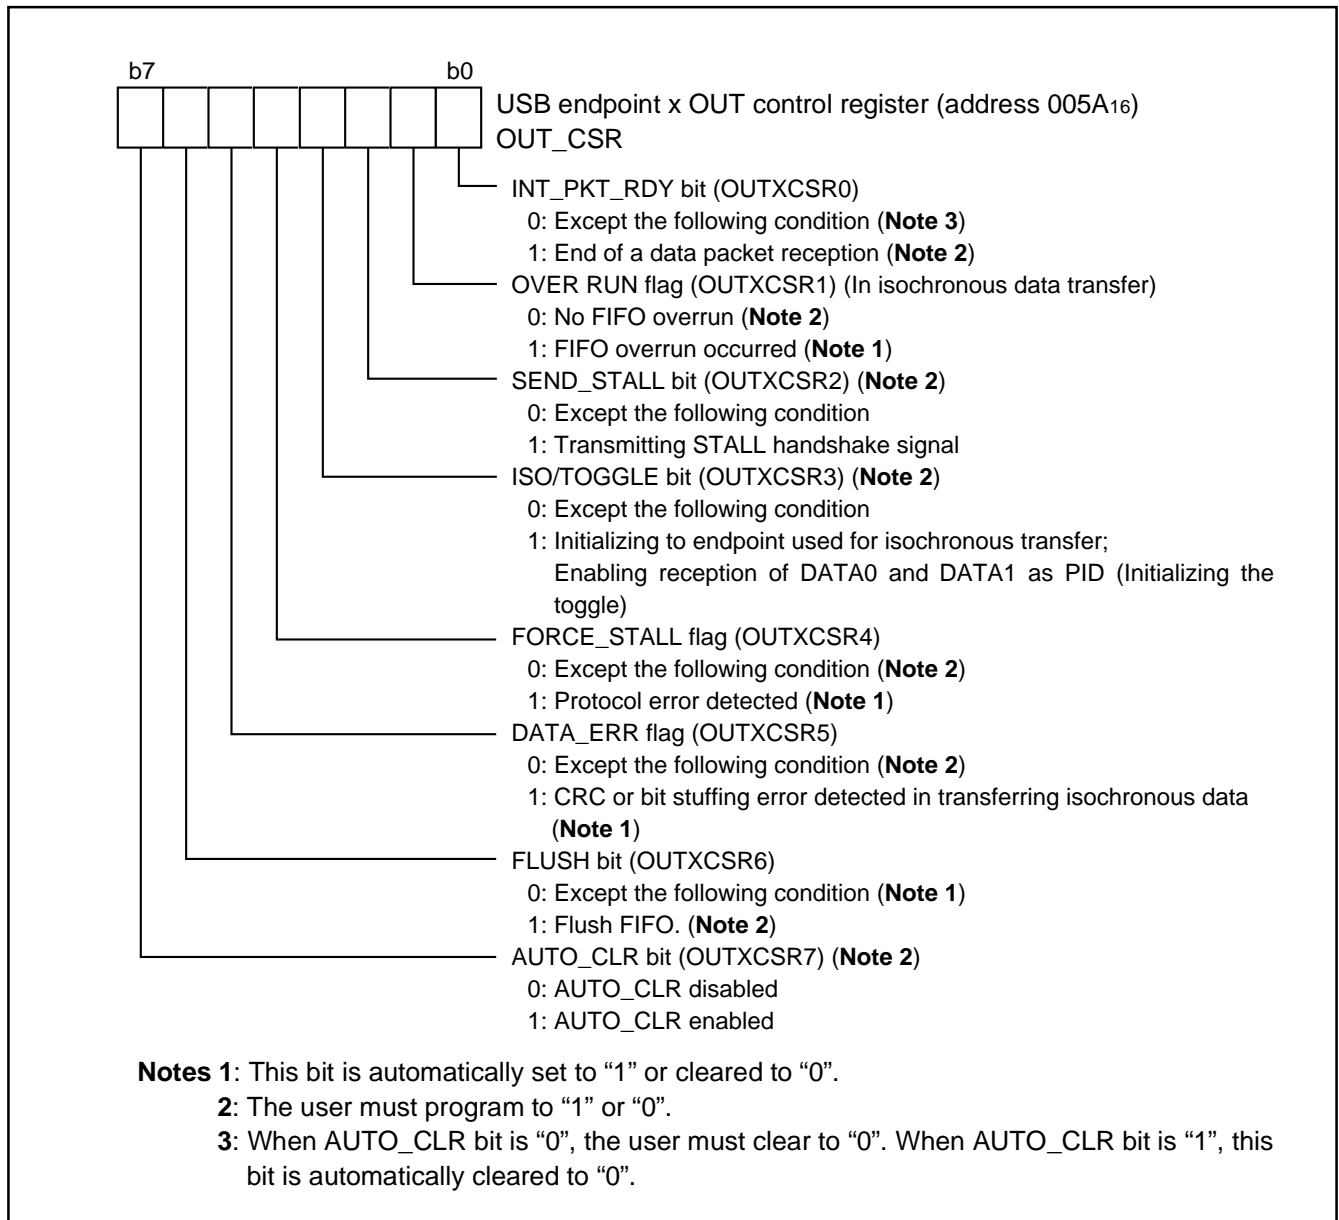 b7 b0
USB endpoint x OUT control register (address 005A16)
OUT_CSR
INT_PKT_RDY bit (OUTXCSR0)
0: Except the following condition (Note 3)
1: End of a data packet reception (Note 2)
OVER RUN flag (OUTXCSR1) (In isochronous data transfer)
0: No FIFO overrun (Note 2)
1: FIFO overrun occurred (Note 1)
SEND_STALL bit (OUTXCSR2) (Note 2)
0: Except the following condition
1: Transmitting STALL handshake signal
ISO/TOGGLE bit (OUTXCSR3) (Note 2)
0: Except the following condition
1: Initializing to endpoint used for isochronous transfer;
Enabling reception of DATA0 and DATA1 as PID (Initializing the
toggle)
FORCE_STALL flag (OUTXCSR4)
0: Except the following condition (Note 2)
1: Protocol error detected (Note 1)
DATA_ERR flag (OUTXCSR5)
0: Except the following condition (Note 2)
1: CRC or bit stuffing error detected in transferring isochronous data
(Note 1)
FLUSH bit (OUTXCSR6)
0: Except the following condition (Note 1)
1: Flush FIFO. (Note 2)
AUTO_CLR bit (OUTXCSR7) (Note 2)
0: AUTO_CLR disabled
1: AUTO_CLR enabled
Notes 1: This bit is automatically set to “1” or cleared to “0”.
2: The user must program to “1” or “0”.
3: When AUTO_CLR bit is “0”, the user must clear to “0”. When AUTO_CLR bit is “1”, this
bit is automatically cleared to “0”.